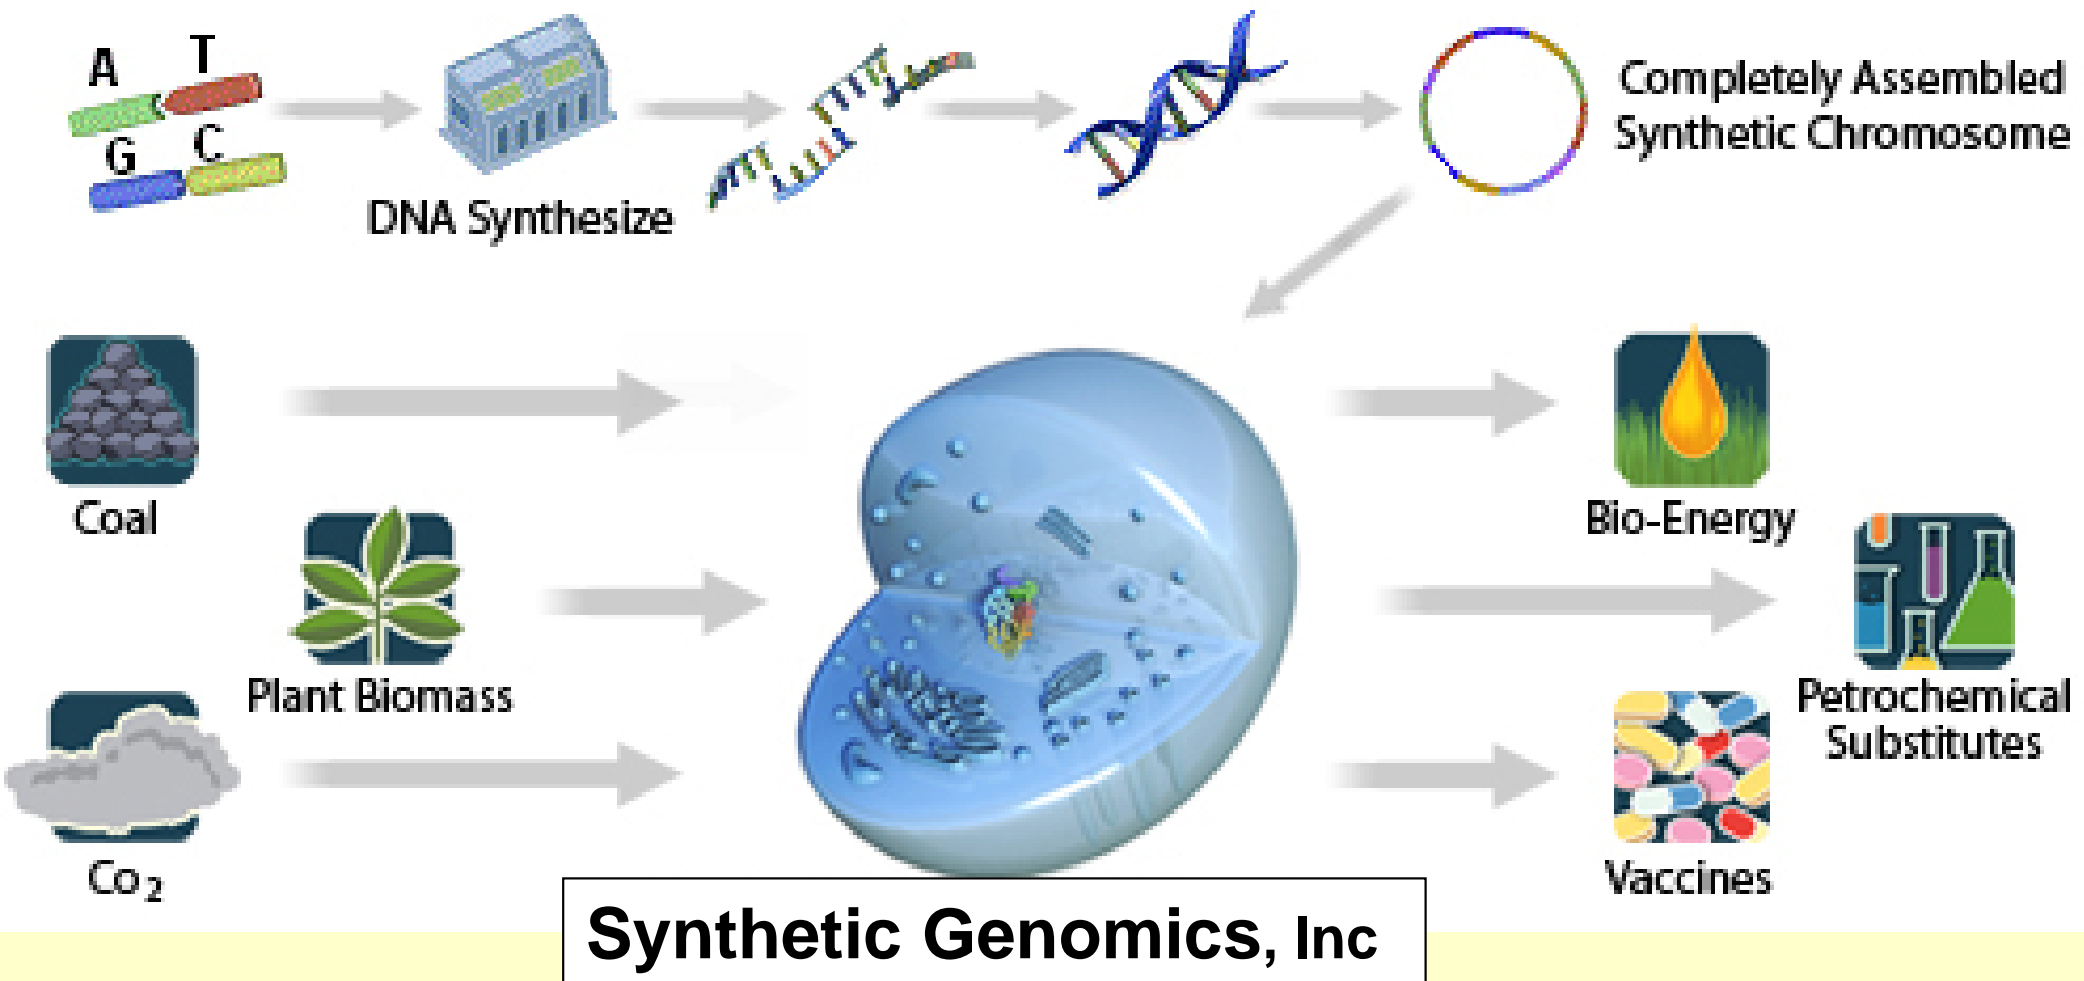 A T
G C
DNA Synthesize
Completely Assembled
Synthetic Chromosome
Coal
Bio-Energy
Plant Biomass
Petrochemical
Substitutes
Co2
Vaccines
Synthetic Genomics, Inc